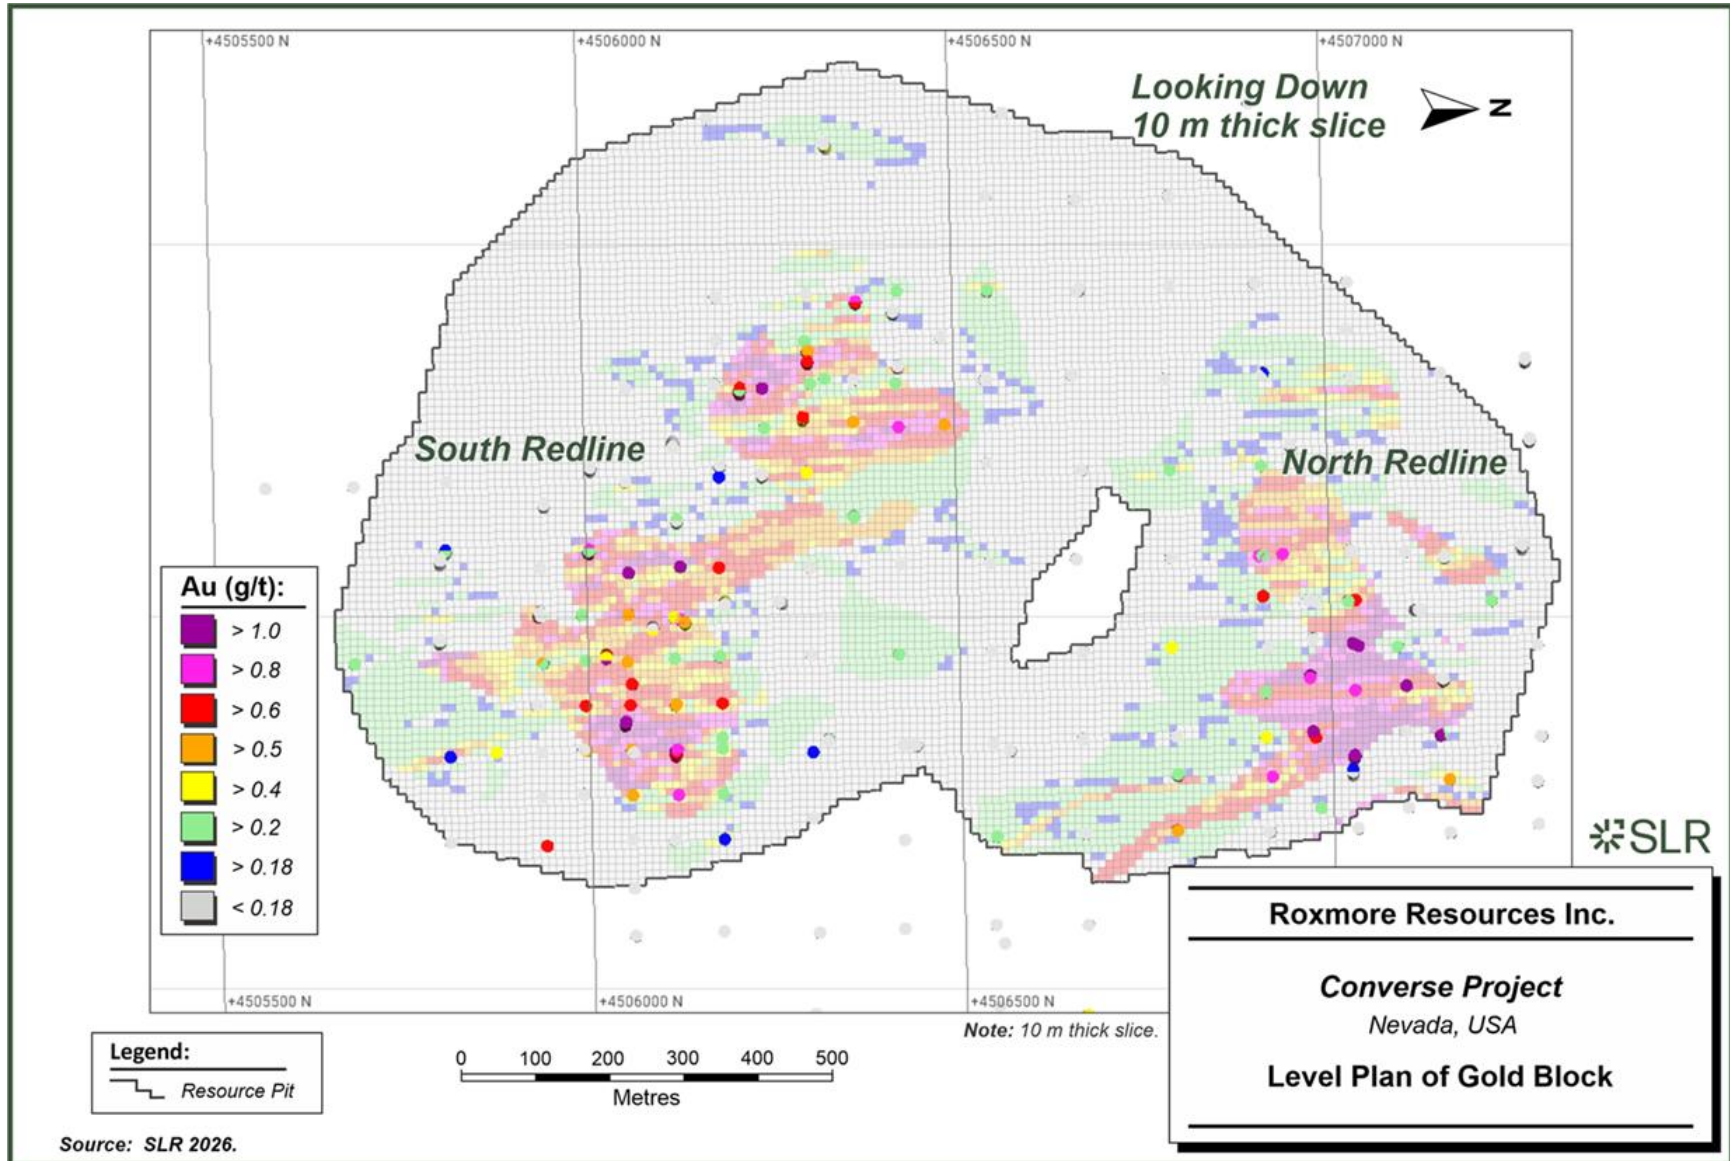 +4505500 N
+4506000 N
+4506500 N
+4507000 N
Looking Down
10 m thick slice
N
South Redline
North Redline
Au (g/t):
> 1.0
> 0.8
> 0.6
> 0.5
> 0.4
> 0.2
> 0.18
< 0.18
SLR
+4505500 N
+4506000 N
+4506500 N
Note: 10 m thick slice.
Roxmore Resources Inc.
Converse Project
Nevada, USA
Level Plan of Gold Block
Legend:
Resource Pit
0 100 200 300 400 500
Metres
Source: SLR 2026.